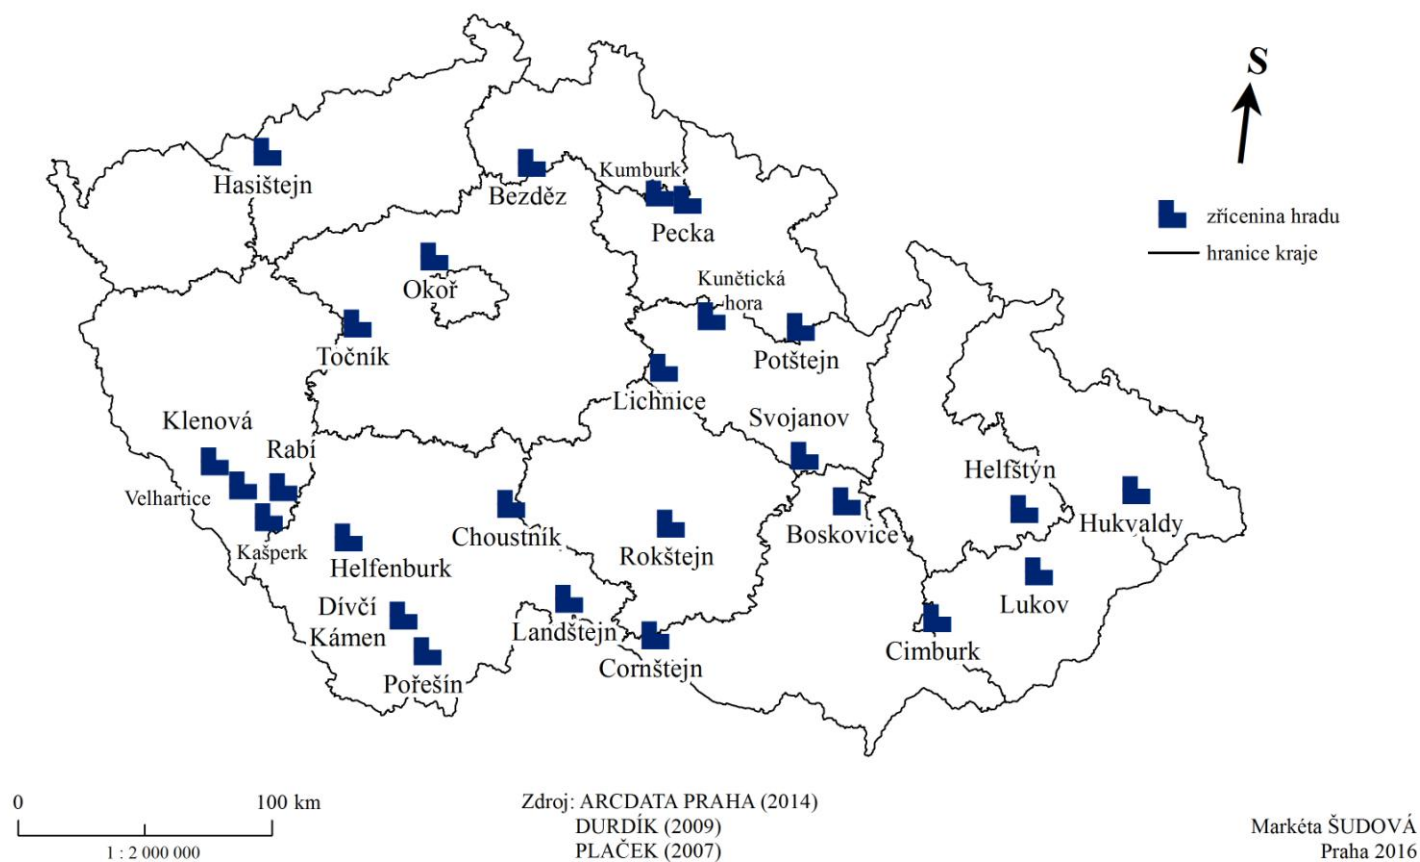 S
zřícenina hradu
hranice kraje
Hasištejn
Bezděz
Kumburk
Pecka
Okoř
Kunětická
hora
Točník
Potštejn
Lichnice
Klenová
Svojanov
Rabí
Helfštýn
Velhartice
Hukvaldy
Choustník
Boskovice
Kašperk
Rokštejn
Helfenburk
Dívčí
Kámen
Lukov
Landštejn
Cimburk
Cornštejn
Pořešín
0
100 km
1 : 2 000 000
Zdroj: ARCDATA PRAHA (2014)
DURDÍK (2009)
PLAČEK (2007)
Markéta ŠUDOVÁ
Praha 2016